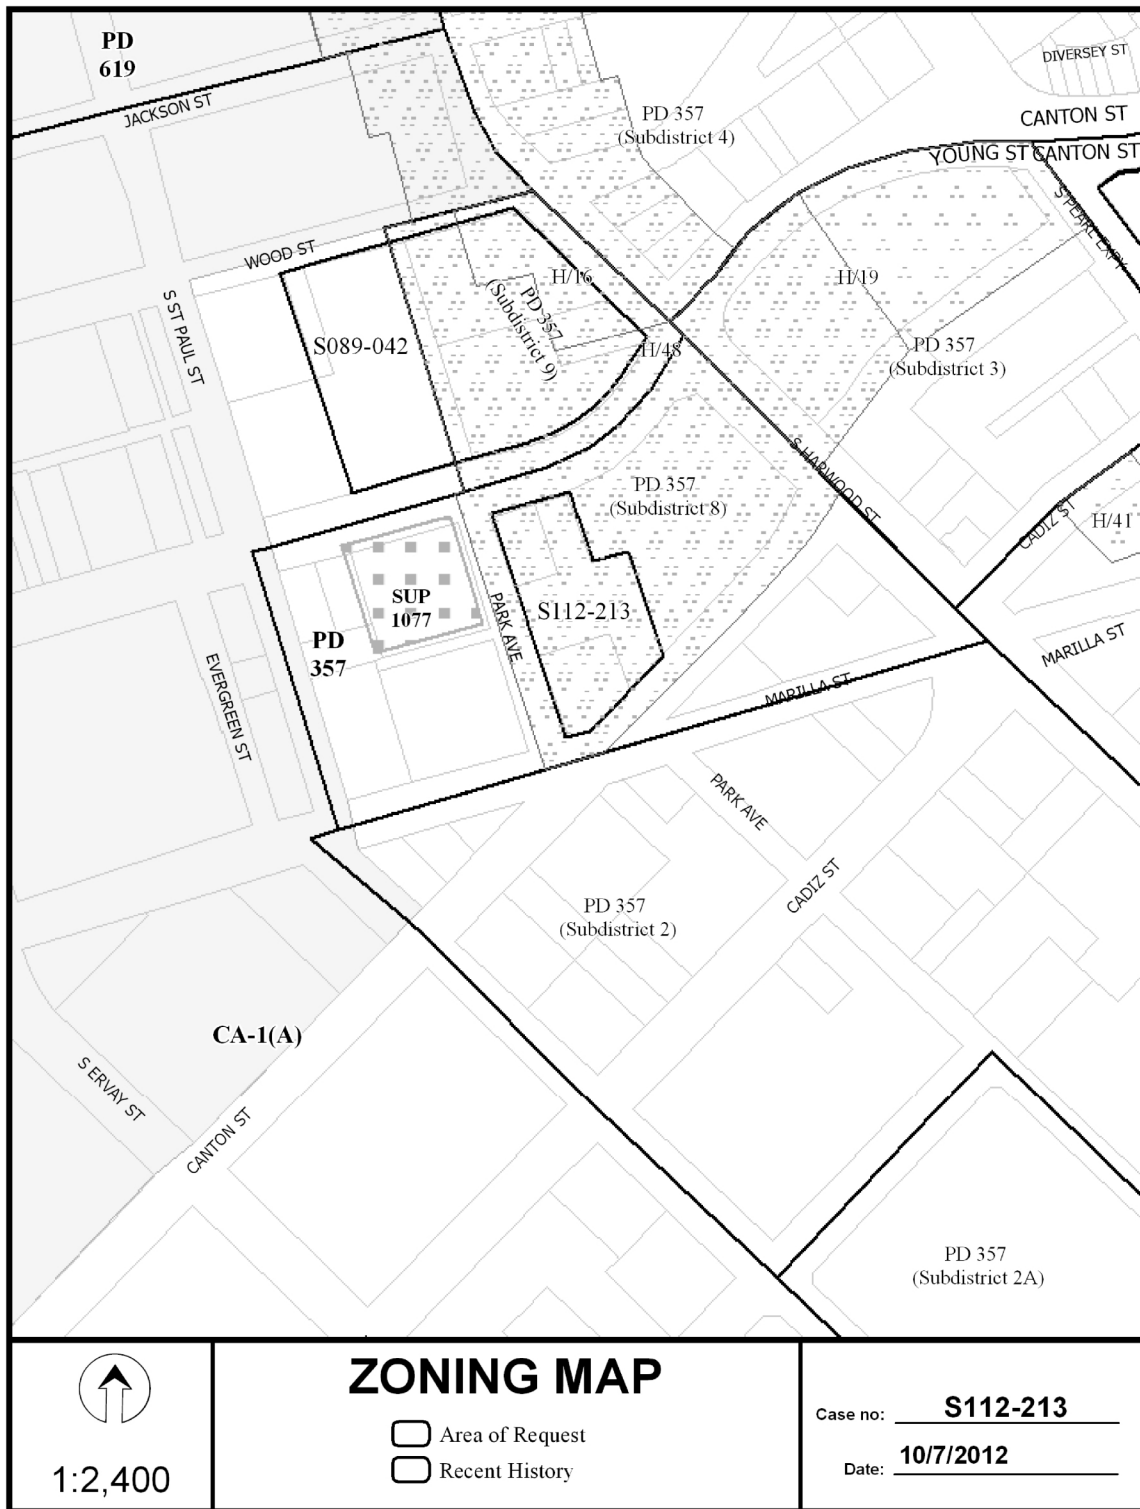 PD
619
JACKSON ST
DIVERSEY ST
PD 357
(Subdistrict 4)
CANTON ST
YOUNG ST CANTON ST
S PEARL EXPY
WOOD ST
S ST PAUL ST
S089-042
H/16
PD 357
(Subdistrict 9)
H/19
H/48
PD 357
(Subdistrict 3)
S HARWOOD ST
PD 357
(Subdistrict 8)
CADIZ ST
H/41
SUP
1077
PARK AVE
S112-213
PD
357
EVERGREEN ST
MARILLA ST
MARILLA ST
PARK AVE
CADIZ ST
PD 357
(Subdistrict 2)
CA-1(A)
S ERVAY ST
CANTON ST
PD 357
(Subdistrict 2A)
1:2,400
ZONING MAP
Area of Request
Recent History
Case no: S112-213
Date: 10/7/2012